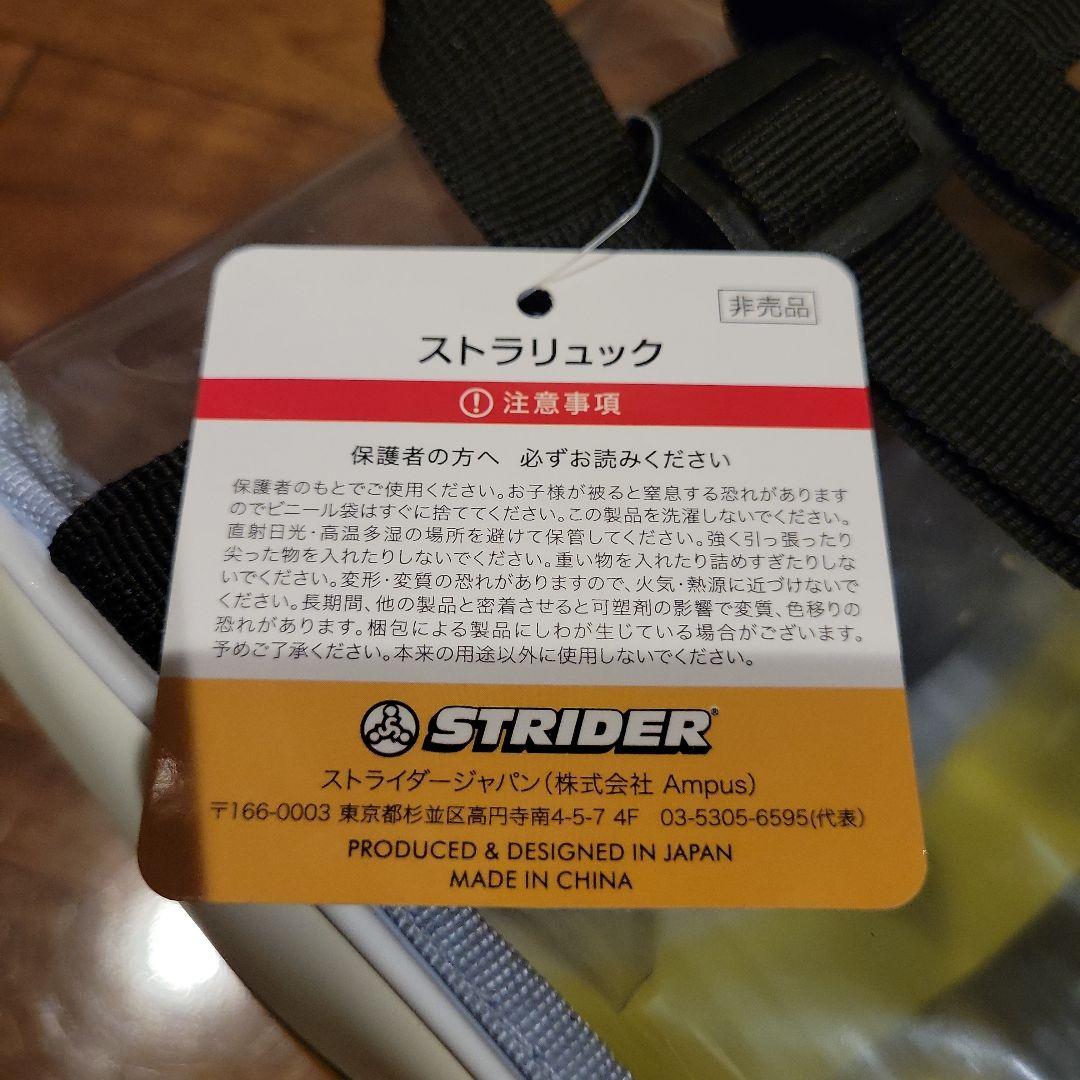 非売品
ストラリュック
! 注意事項
保護者の方へ 必ずお読みください
保護者のもとでご使用ください。お子様が被ると窒息する恐れがあります
のでビニール袋はすぐに捨ててください。この製品を洗濯しないでください。
直射日光・高温多湿の場所を避けて保管してください。強く引っ張ったり
尖った物を入れたりしないでください。重い物を入れたり詰めすぎたりしな
いでください。変形・変質の恐れがありますので、火気・熱源に近づけないで
ください。長期間、他の製品と密着させると可塑剤の影響で変質、色移りの
恐れがあります。梱包による製品にしわが生じている場合がございます。
予めご了承ください。本来の用途以外に使用しないでください。
STRIDER®
ストライダージャパン(株式会社 Ampus)
〒166-0003 東京都杉並区高円寺南4-5-7 4F 03-5305-6595(代表)
PRODUCED & DESIGNED IN JAPAN
MADE IN CHINA